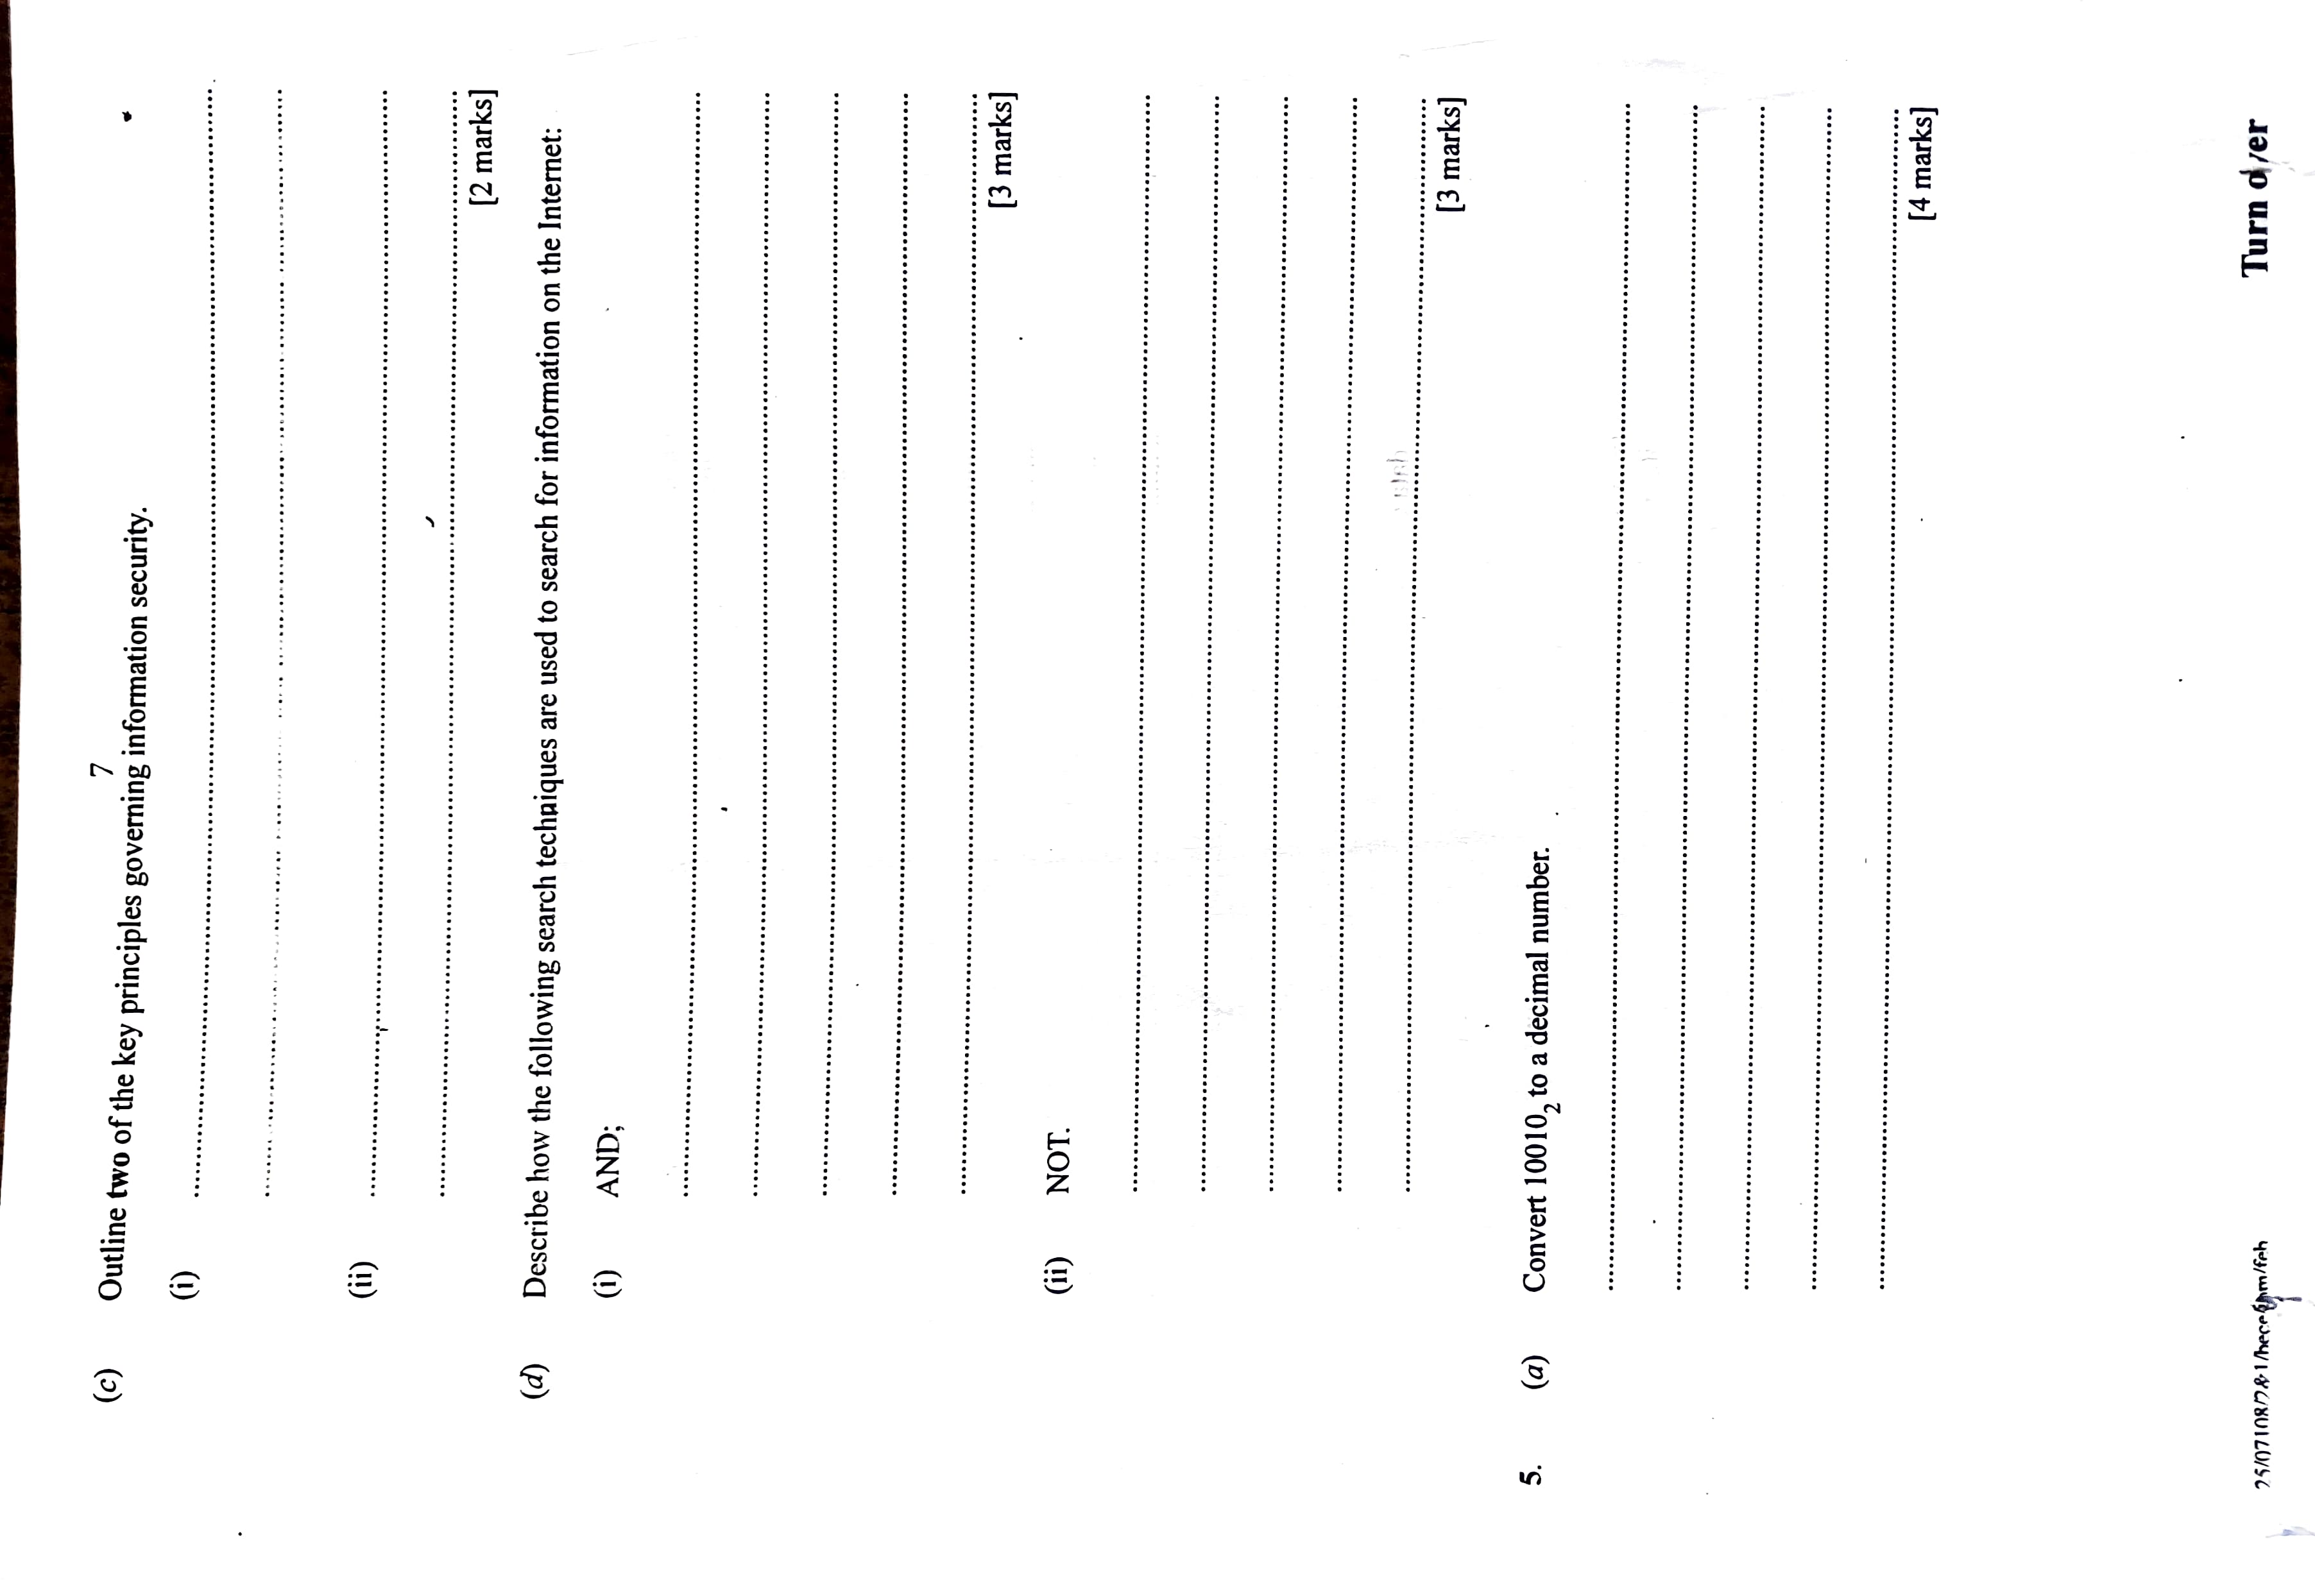 7
(c) Outline two of the key principles governing information security.
(i) ....................
....................
(ii) ....................
....................
[2 marks]
(d) Describe how the following search techniques are used to search for information on the Internet:
(i) AND;
....................
....................
....................
....................
....................
[3 marks]
(ii) NOT.
....................
....................
....................
....................
....................
[3 marks]
5. (a) Convert 10010₂ to a decimal number.
....................
....................
....................
....................
....................
[4 marks]
Turn over